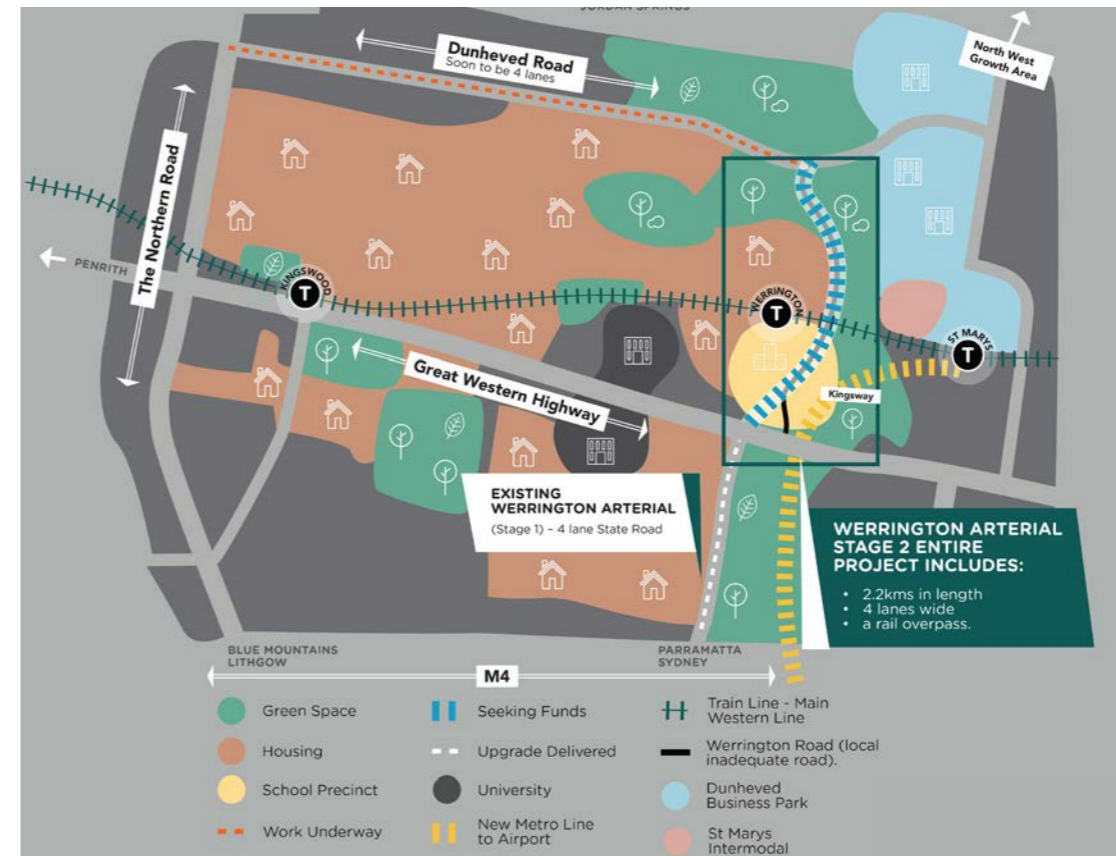 JORDAN SPRINGS
Dunheved Road
Soon to be 4 lanes
North West
Growth Area
The Northern Road
PENRITH
KINGSWOOD
T
WERRINGTON
T
ST MARYS
T
Great Western Highway
Kingsway
EXISTING
WERRINGTON ARTERIAL
(Stage 1) – 4 lane State Road
WERRINGTON ARTERIAL
STAGE 2 ENTIRE
PROJECT INCLUDES:
• 2.2kms in length
• 4 lanes wide
• a rail overpass.
BLUE MOUNTAINS
LITHGOW
PARRAMATTA
SYDNEY
M4
Green Space
Housing
School Precinct
Work Underway
Seeking Funds
Upgrade Delivered
University
New Metro Line
to Airport
Train Line - Main
Western Line
Werrington Road (local
inadequate road).
Dunheved
Business Park
St Marys
Intermodal